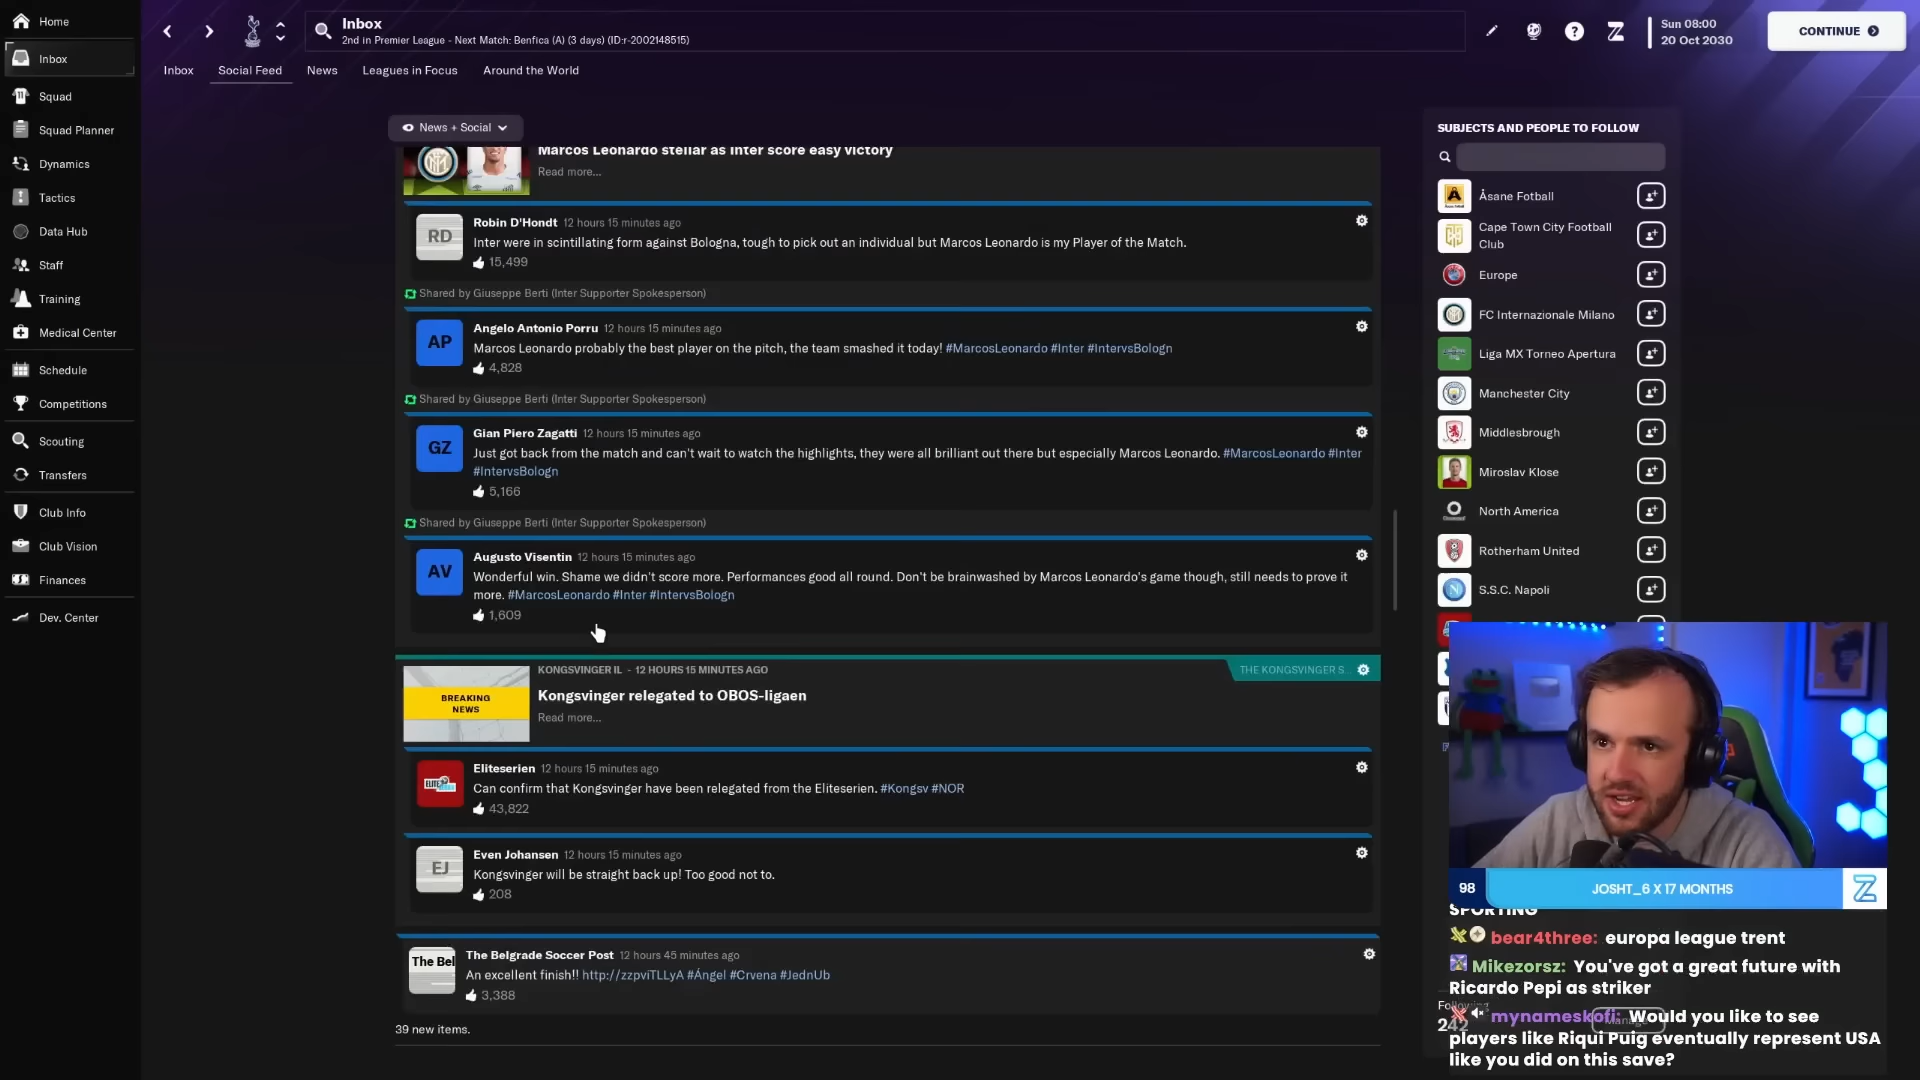 Home
Inbox
Squad
Squad Planner
Dynamics
Tactics
Data Hub
Staff
Training
Medical Center
Schedule
Competitions
Scouting
Transfers
Club Info
Club Vision
Finances
Dev. Center
Inbox
2nd in Premier League - Next Match: Benfica (A) (3 days) (ID:r-2002148515)
Sun 08:00
20 Oct 2030
CONTINUE
Inbox
Social Feed
News
Leagues in Focus
Around the World
News + Social
Marcos Leonardo stellar as Inter score easy victory
Read more...
RD
Robin D'Hondt 12 hours 15 minutes ago
Inter were in scintillating form against Bologna, tough to pick out an individual but Marcos Leonardo is my Player of the Match.
15,499
Shared by Giuseppe Berti (Inter Supporter Spokesperson)
AP
Angelo Antonio Porru 12 hours 15 minutes ago
Marcos Leonardo probably the best player on the pitch, the team smashed it today! #MarcosLeonardo #Inter #IntervsBologn
4,828
Shared by Giuseppe Berti (Inter Supporter Spokesperson)
GZ
Gian Piero Zagatti 12 hours 15 minutes ago
Just got back from the match and can't wait to watch the highlights, they were all brilliant out there but especially Marcos Leonardo. #MarcosLeonardo #Inter
#IntervsBologn
5,166
Shared by Giuseppe Berti (Inter Supporter Spokesperson)
AV
Augusto Visentin 12 hours 15 minutes ago
Wonderful win. Shame we didn't score more. Performances good all round. Don't be brainwashed by Marcos Leonardo's game though, still needs to prove it
more. #MarcosLeonardo #Inter #IntervsBologn
1,609
KONGSVINGER IL - 12 HOURS 15 MINUTES AGO
THE KONGSVINGER S...
BREAKING
NEWS
Kongsvinger relegated to OBOS-ligaen
Read more...
Eliteserien 12 hours 15 minutes ago
Can confirm that Kongsvinger have been relegated from the Eliteserien. #Kongsv #NOR
43,822
EJ
Even Johansen 12 hours 15 minutes ago
Kongsvinger will be straight back up! Too good not to.
208
The Bel
The Belgrade Soccer Post 12 hours 45 minutes ago
An excellent finish!! http://zzpviTLLyA #Ángel #Crvena #JednUb
3,388
39 new items.
SUBJECTS AND PEOPLE TO FOLLOW
Åsane Fotball
Cape Town City Football
Club
Europe
FC Internazionale Milano
Liga MX Torneo Apertura
Manchester City
Middlesbrough
Miroslav Klose
North America
Rotherham United
S.S.C. Napoli
98
JOSHT_6 X 17 MONTHS
SPORTING
bear4three: europa league trent
Mikezorsz: You've got a great future with
Ricardo Pepi as striker
Following
242
Manage
mynameskofi: Would you like to see
players like Riqui Puig eventually represent USA
like you did on this save?